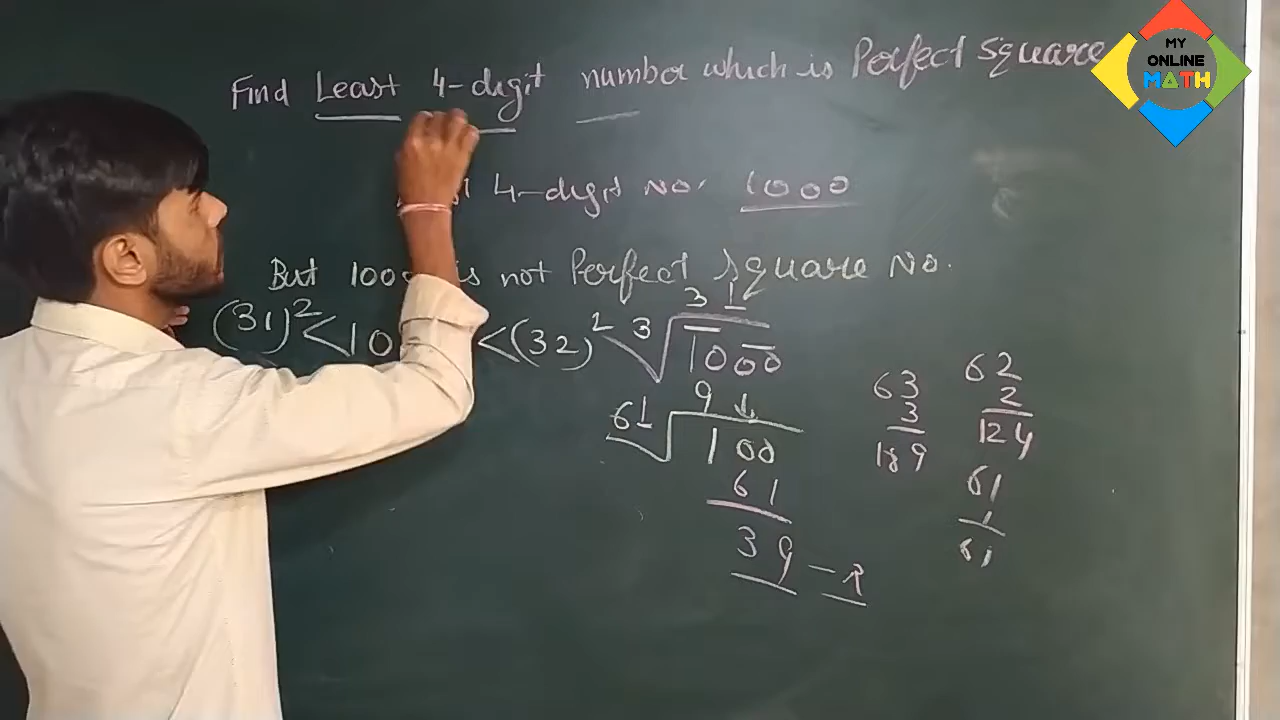 Find Least 4-digit number which is Perfect Square
MY
ONLINE
MATH
4-digit No. 1000
But is not Perfect Square No.
(31)² < 10 < (32)²
3 1
3 √1000
9
61 √100
61
39 - R
63
3
189
62
2
124
61
1
61